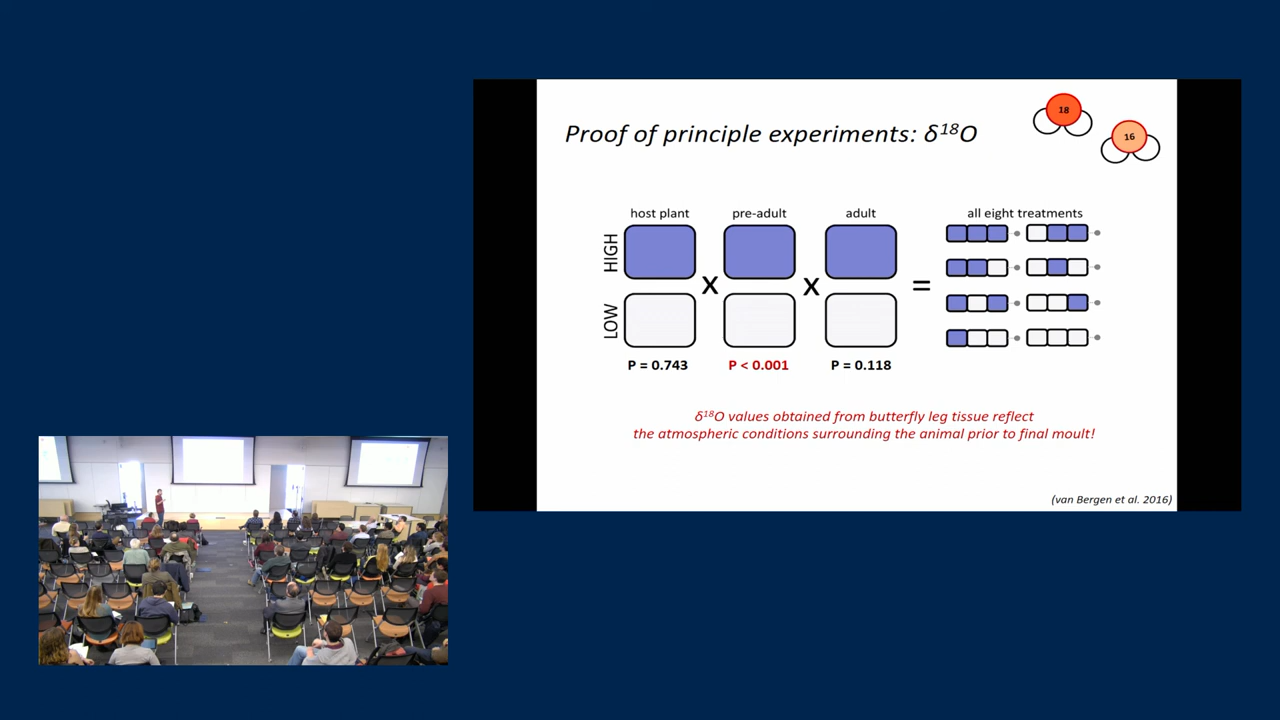 18
16
Proof of principle experiments: δ¹⁸O
host plant pre-adult adult all eight treatments
HIGH
x x =
LOW
P = 0.743 P < 0.001 P = 0.118
δ¹⁸O values obtained from butterfly leg tissue reflect
the atmospheric conditions surrounding the animal prior to final moult!
(van Bergen et al. 2016)